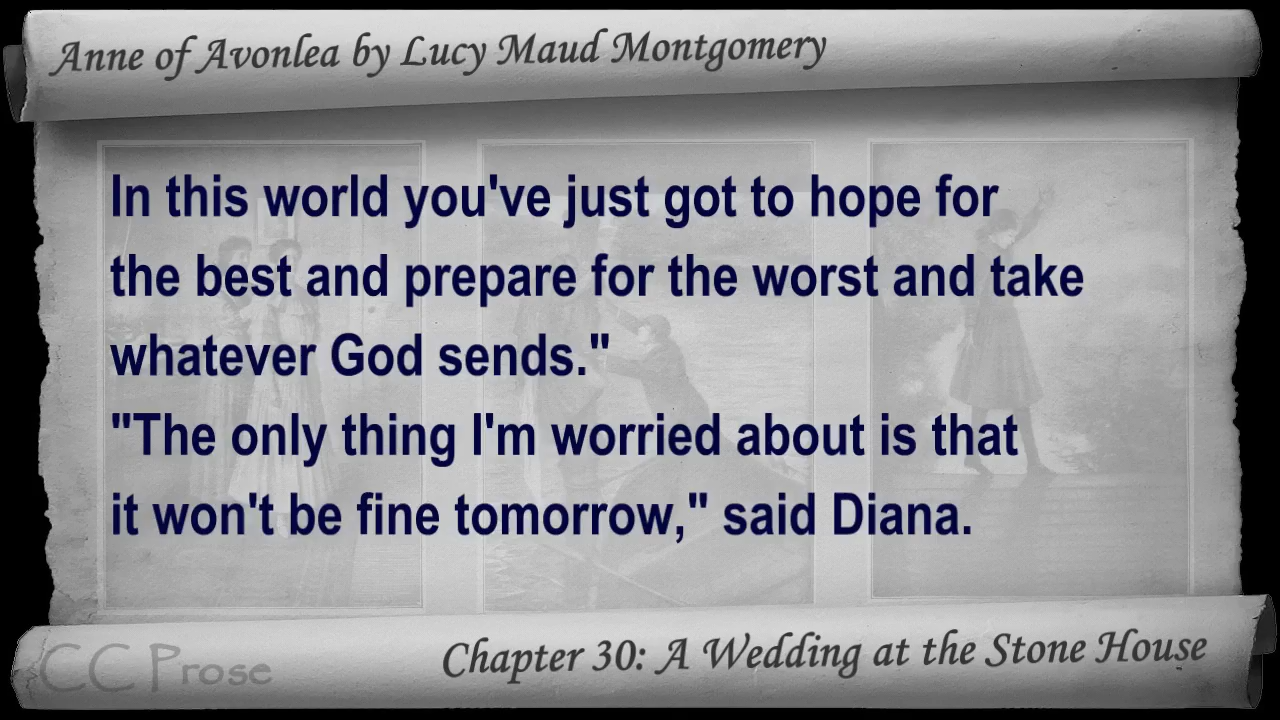 Anne of Avonlea by Lucy Maud Montgomery
In this world you've just got to hope for
the best and prepare for the worst and take
whatever God sends."
"The only thing I'm worried about is that
it won't be fine tomorrow," said Diana.
CC Prose
Chapter 30: A Wedding at the Stone House